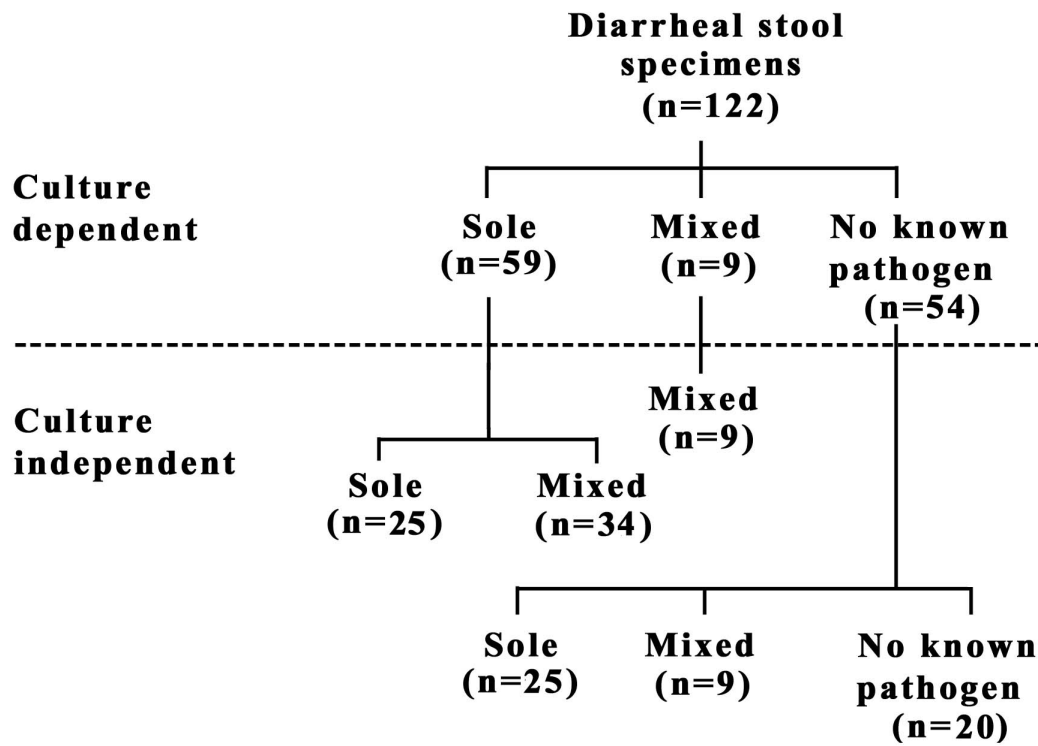 Diarrheal stool
specimens
(n=122)
Culture
dependent
Sole
(n=59)
Mixed
(n=9)
No known
pathogen
(n=54)
Culture
independent
Mixed
(n=9)
Sole
(n=25)
Mixed
(n=34)
Sole
(n=25)
Mixed
(n=9)
No known
pathogen
(n=20)